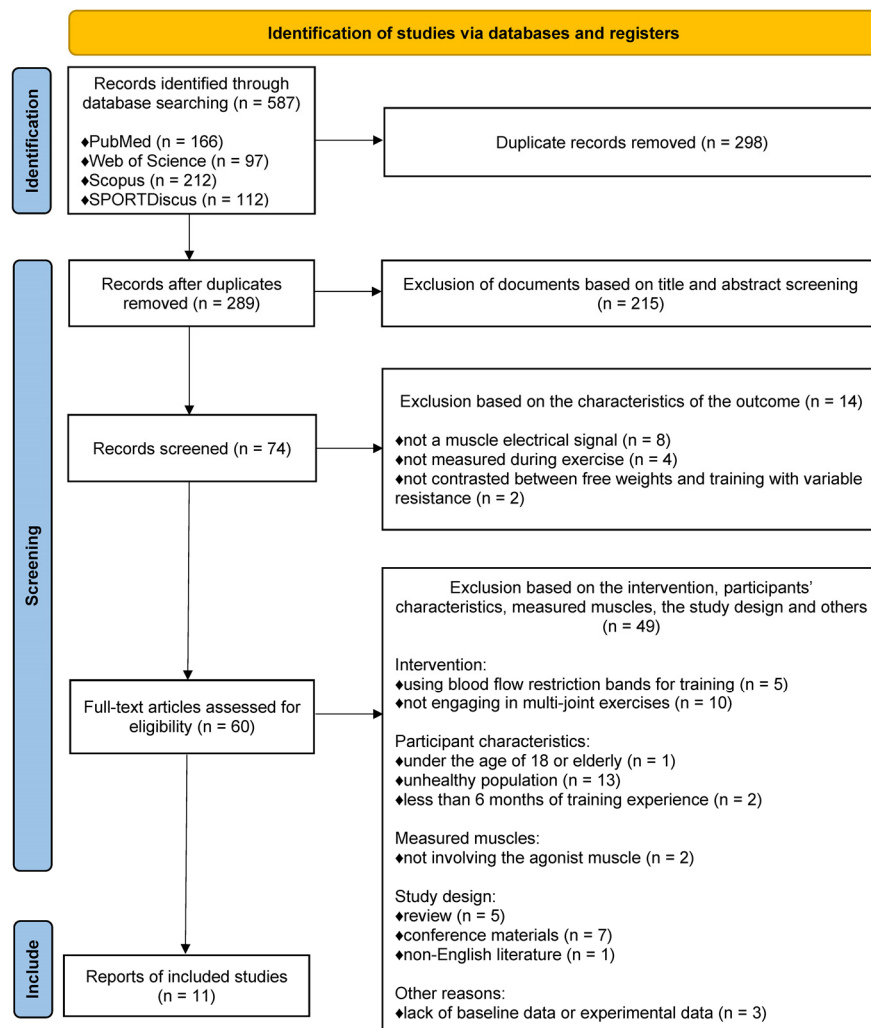 Identification of studies via databases and registers
Identification
Records identified through
database searching (n = 587)
♦PubMed (n = 166)
♦Web of Science (n = 97)
♦Scopus (n = 212)
♦SPORTDiscus (n = 112)
Duplicate records removed (n = 298)
Screening
Records after duplicates
removed (n = 289)
Exclusion of documents based on title and abstract screening
(n = 215)
Records screened (n = 74)
Exclusion based on the characteristics of the outcome (n = 14)
♦not a muscle electrical signal (n = 8)
♦not measured during exercise (n = 4)
♦not contrasted between free weights and training with variable
resistance (n = 2)
Full-text articles assessed for
eligibility (n = 60)
Exclusion based on the intervention, participants'
characteristics, measured muscles, the study design and others
(n = 49)
Intervention:
♦using blood flow restriction bands for training (n = 5)
♦not engaging in multi-joint exercises (n = 10)
Participant characteristics:
♦under the age of 18 or elderly (n = 1)
♦unhealthy population (n = 13)
♦less than 6 months of training experience (n = 2)
Measured muscles:
♦not involving the agonist muscle (n = 2)
Study design:
♦review (n = 5)
♦conference materials (n = 7)
♦non-English literature (n = 1)
Other reasons:
♦lack of baseline data or experimental data (n = 3)
Include
Reports of included studies
(n = 11)